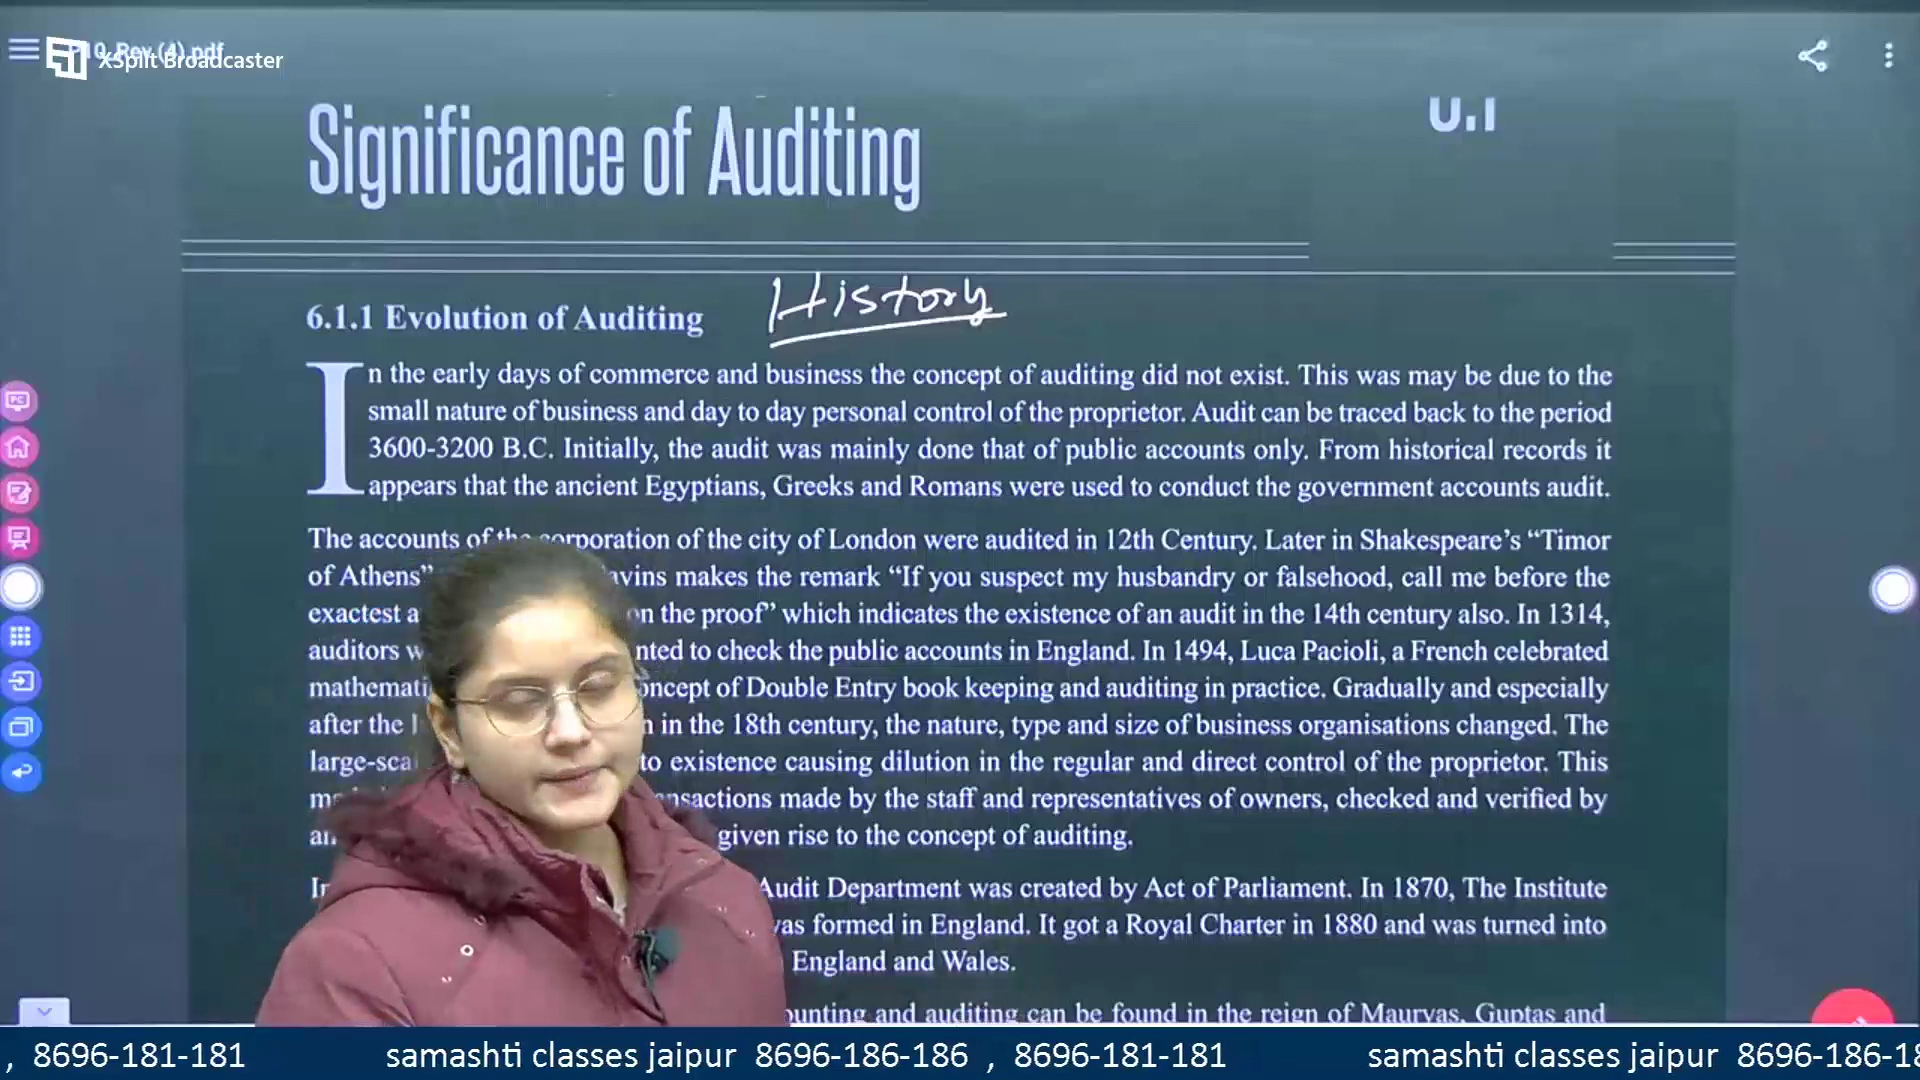 XSplit Broadcaster
Significance of Auditing
6.1.1 Evolution of Auditing
History
In the early days of commerce and business the concept of auditing did not exist. This was may be due to the
small nature of business and day to day personal control of the proprietor. Audit can be traced back to the period
3600-3200 B.C. Initially, the audit was mainly done that of public accounts only. From historical records it
appears that the ancient Egyptians, Greeks and Romans were used to conduct the government accounts audit.
The accounts of the corporation of the city of London were audited in 12th Century. Later in Shakespeare's “Timor
of Athens” makes the remark “If you suspect my husbandry or falsehood, call me before the
exactest on the proof” which indicates the existence of an audit in the 14th century also. In 1314,
auditors to check the public accounts in England. In 1494, Luca Pacioli, a French celebrated
of Double Entry book keeping and auditing in practice. Gradually and especially
after the in the 18th century, the nature, type and size of business organisations changed. The
to existence causing dilution in the regular and direct control of the proprietor. This
made by the staff and representatives of owners, checked and verified by
given rise to the concept of auditing.
Audit Department was created by Act of Parliament. In 1870, The Institute
was formed in England. It got a Royal Charter in 1880 and was turned into
England and Wales.
and auditing can be found in the reign of Mauryas, Guptas and
, 8696-181-181 samashti classes jaipur 8696-186-186 , 8696-181-181 samashti classes jaipur 8696-186-18